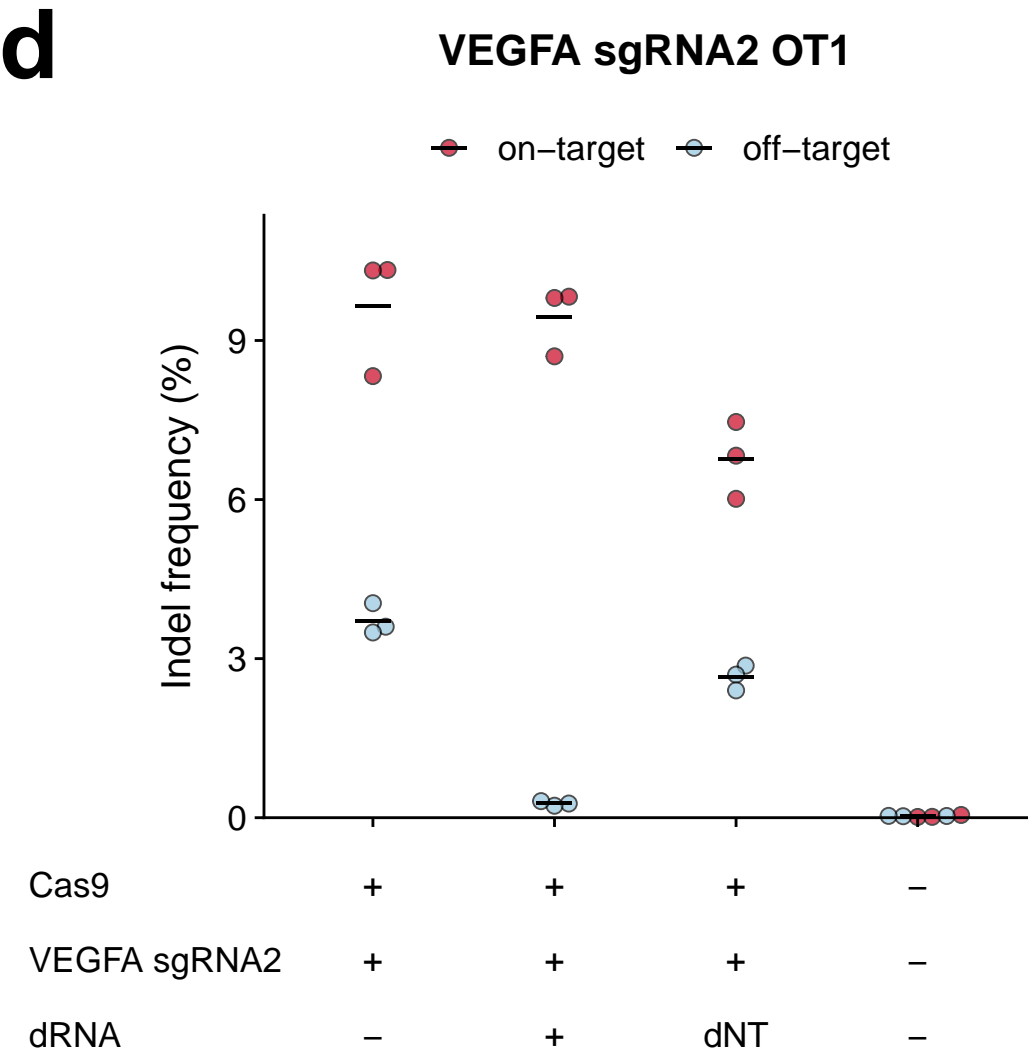 d
VEGFA sgRNA2 OT1
on−target off−target
Indel frequency (%)
9
6
3
0
Cas9 + + + −
VEGFA sgRNA2 + + + −
dRNA − + dNT −